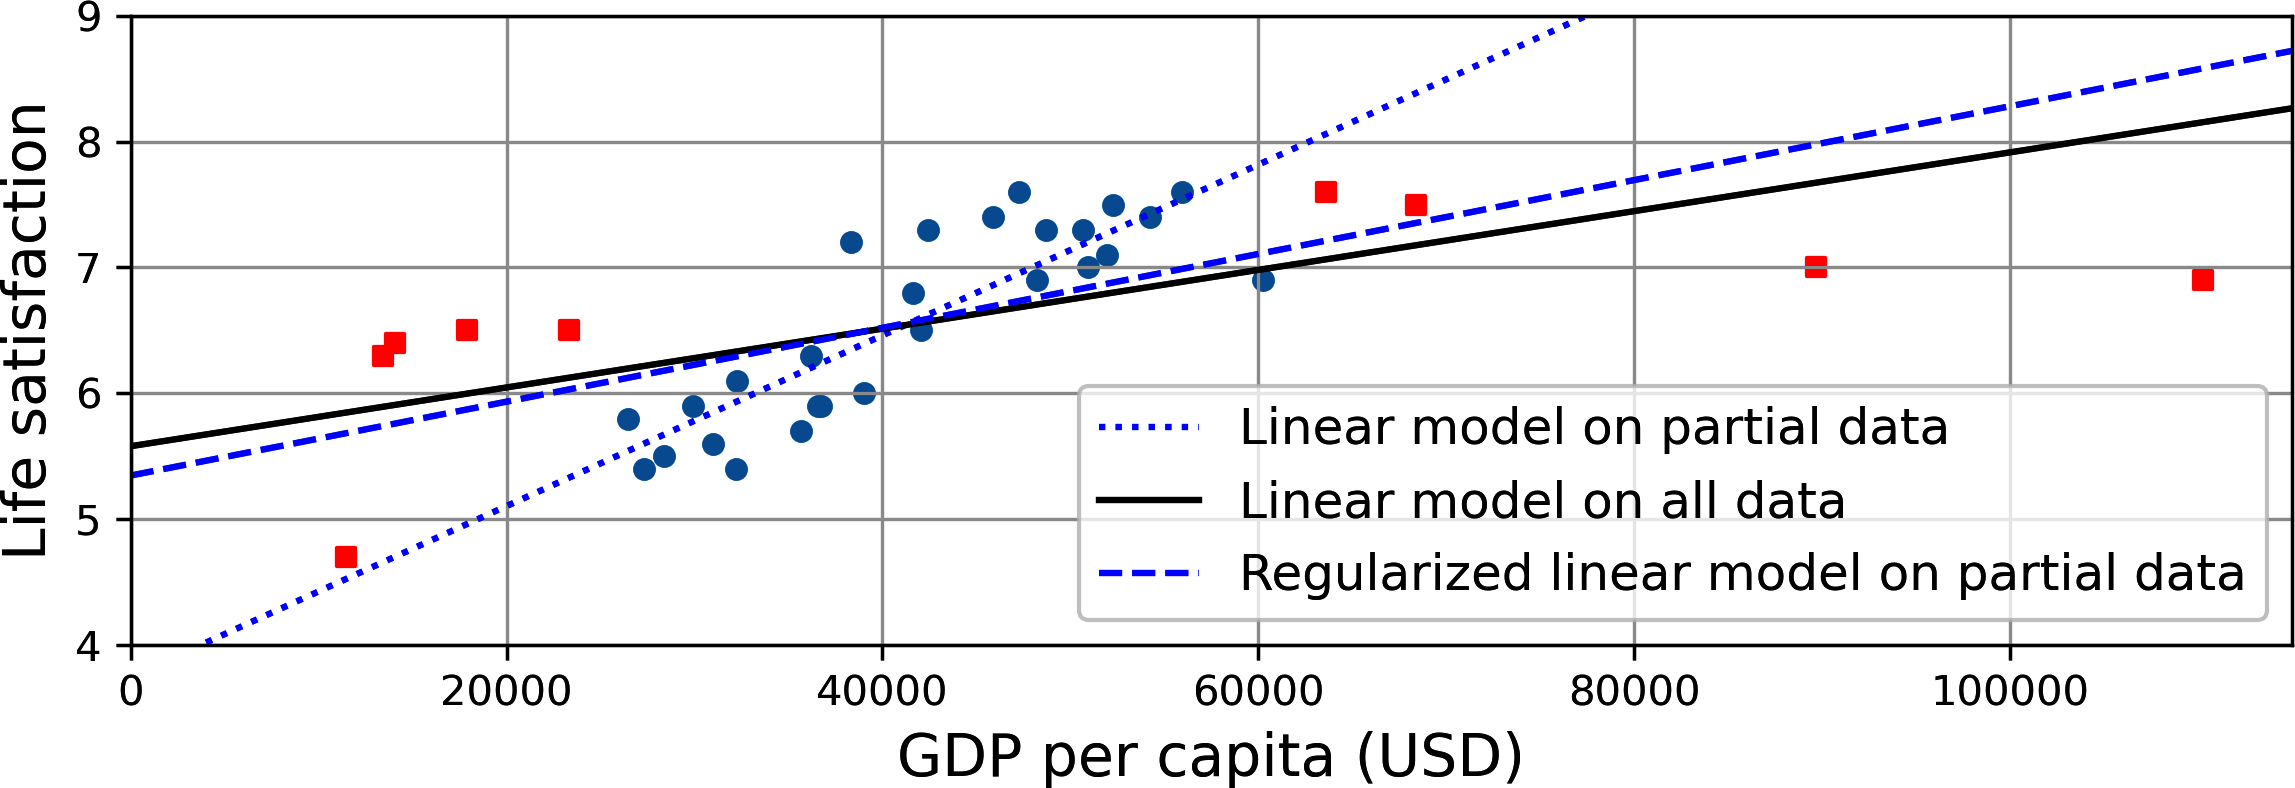 Life satisfaction
9
8
7
6
5
4
0 20000 40000 60000 80000 100000
GDP per capita (USD)
Linear model on partial data
Linear model on all data
Regularized linear model on partial data